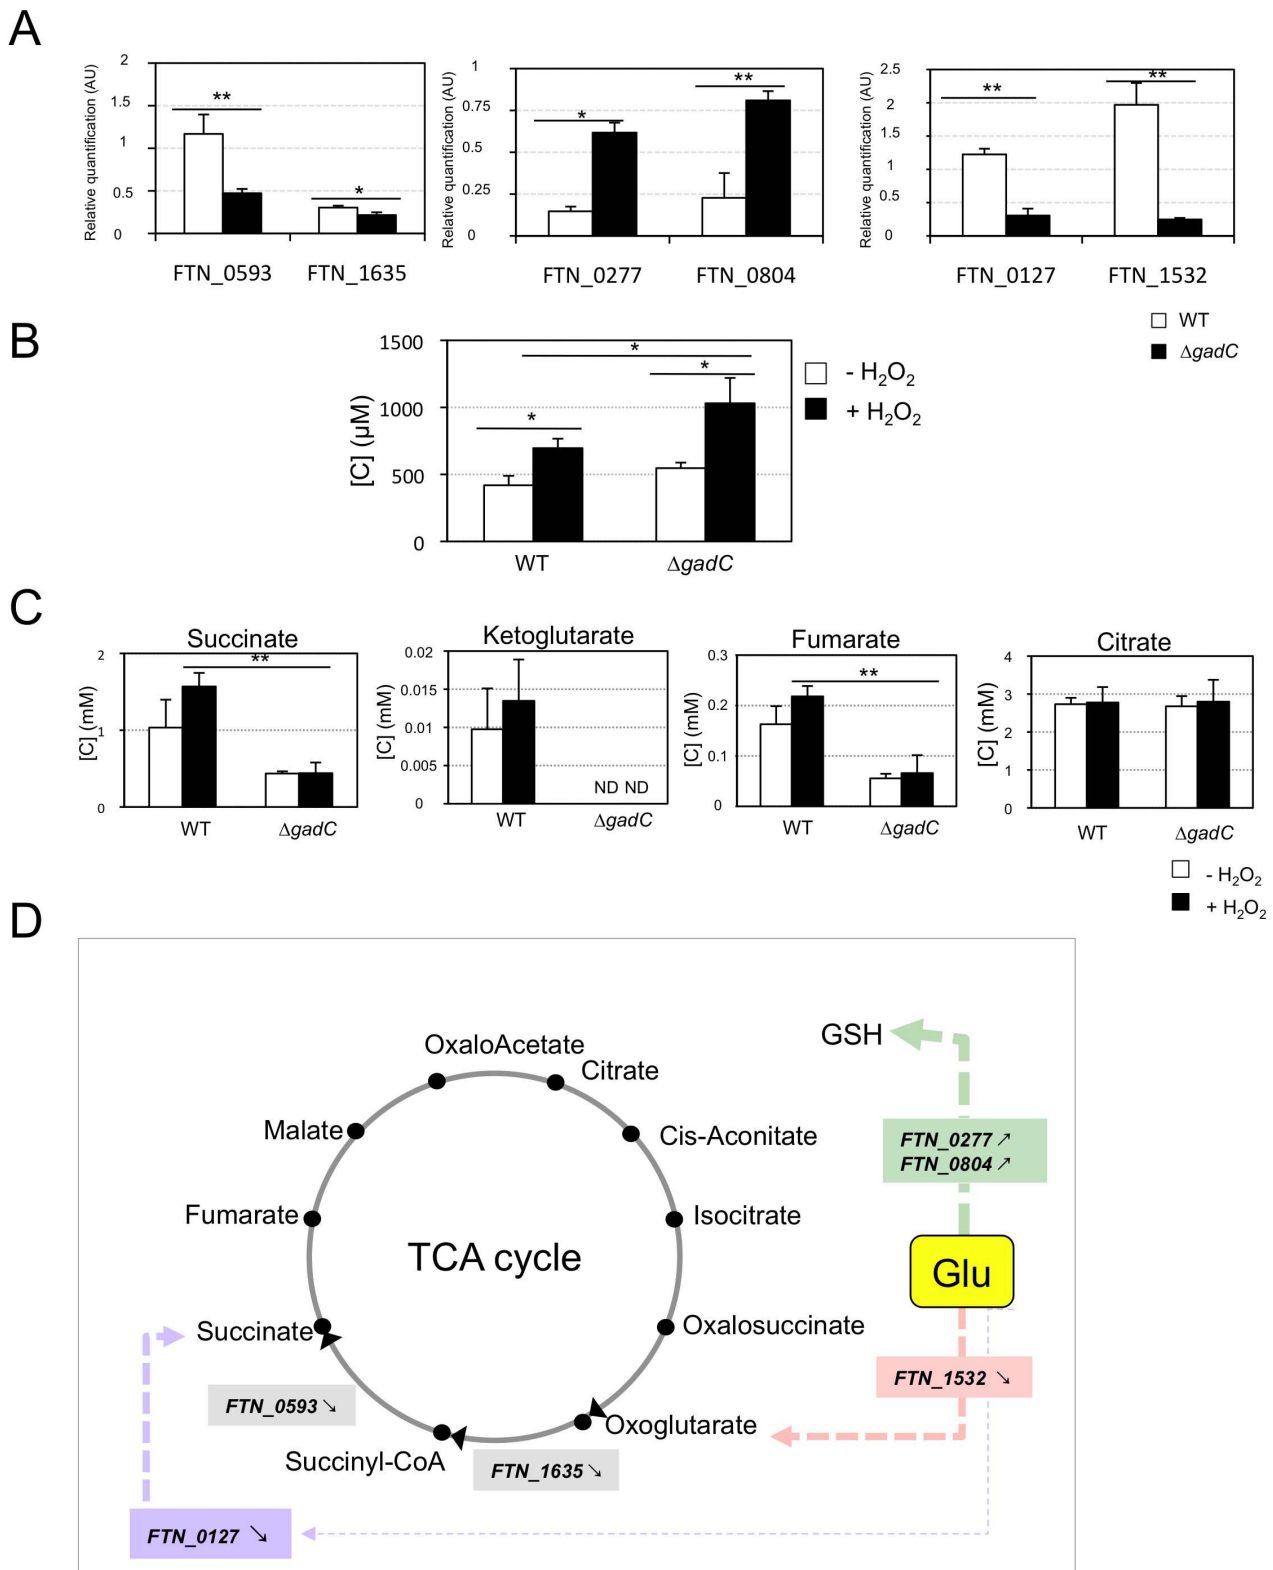 A
Relative quantification (AU)
2
1.5
1
0.5
0
**
*
FTN_0593
FTN_1635
Relative quantification (AU)
1
0.75
0.5
0.25
0
*
**
FTN_0277
FTN_0804
Relative quantification (AU)
2.5
2
1.5
1
0.5
0
**
**
FTN_0127
FTN_1532
WT
ΔgadC
B
[C] (µM)
1500
1000
500
0
*
*
*
WT
ΔgadC
- H₂O₂
+ H₂O₂
C
Succinate
[C] (mM)
2
1
0
**
WT
ΔgadC
Ketoglutarate
[C] (mM)
0.02
0.015
0.01
0.005
0
ND ND
WT
ΔgadC
Fumarate
[C] (mM)
0.3
0.2
0.1
0
**
WT
ΔgadC
Citrate
[C] (mM)
4
3
2
1
0
WT
ΔgadC
- H₂O₂
+ H₂O₂
D
OxaloAcetate
Citrate
Malate
Cis-Aconitate
Fumarate
Isocitrate
TCA cycle
Succinate
Oxalosuccinate
FTN_0593 ↘
Oxoglutarate
Succinyl-CoA
FTN_1635 ↘
FTN_0127 ↘
GSH
FTN_0277 ↗
FTN_0804 ↗
Glu
FTN_1532 ↘